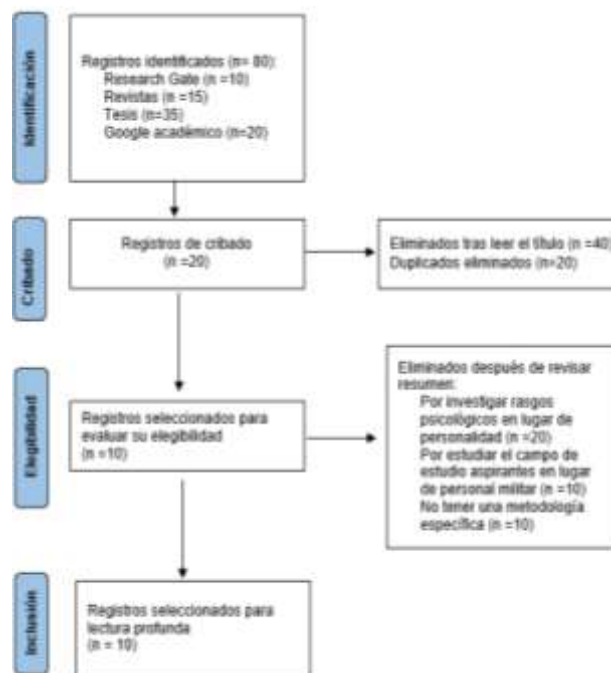 Identificación
Registros identificados (n= 80):
Research Gate (n =10)
Revistas (n =15)
Tesis (n=35)
Google académico (n=20)
Cribado
Registros de cribado
(n =20)
Eliminados tras leer el título (n =40)
Duplicados eliminados (n=20)
Elegibilidad
Registros seleccionados para
evaluar su elegibilidad
(n =10)
Eliminados después de revisar
resumen:
Por investigar rasgos
psicológicos en lugar de
personalidad (n =20)
Por estudiar el campo de
estudio aspirantes en lugar
de personal militar (n =10)
No tener una metodología
específica (n =10)
Inclusión
Registros seleccionados para
lectura profunda
(n = 10)